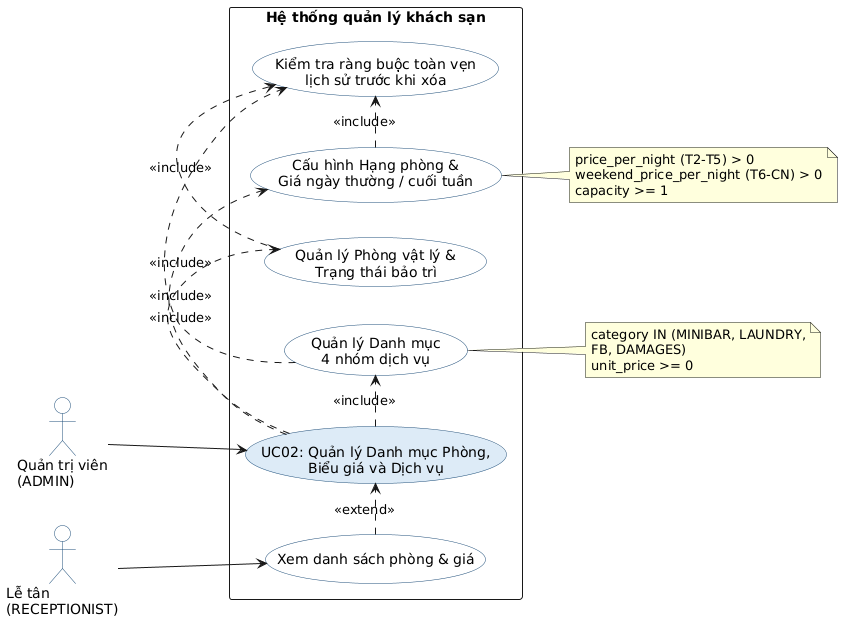 Hệ thống quản lý khách sạn
Kiểm tra ràng buộc toàn vẹn
lịch sử trước khi xóa
«include»
Cấu hình Hạng phòng &
Giá ngày thường / cuối tuần
price_per_night (T2-T5) > 0
weekend_price_per_night (T6-CN) > 0
capacity >= 1
«include»
Quản lý Phòng vật lý &
Trạng thái bảo trì
«include»
«include»
«include»
Quản lý Danh mục
4 nhóm dịch vụ
category IN (MINIBAR, LAUNDRY,
FB, DAMAGES)
unit_price >= 0
«include»
UC02: Quản lý Danh mục Phòng,
Biểu giá và Dịch vụ
Quản trị viên
(ADMIN)
«extend»
Xem danh sách phòng & giá
Lễ tân
(RECEPTIONIST)